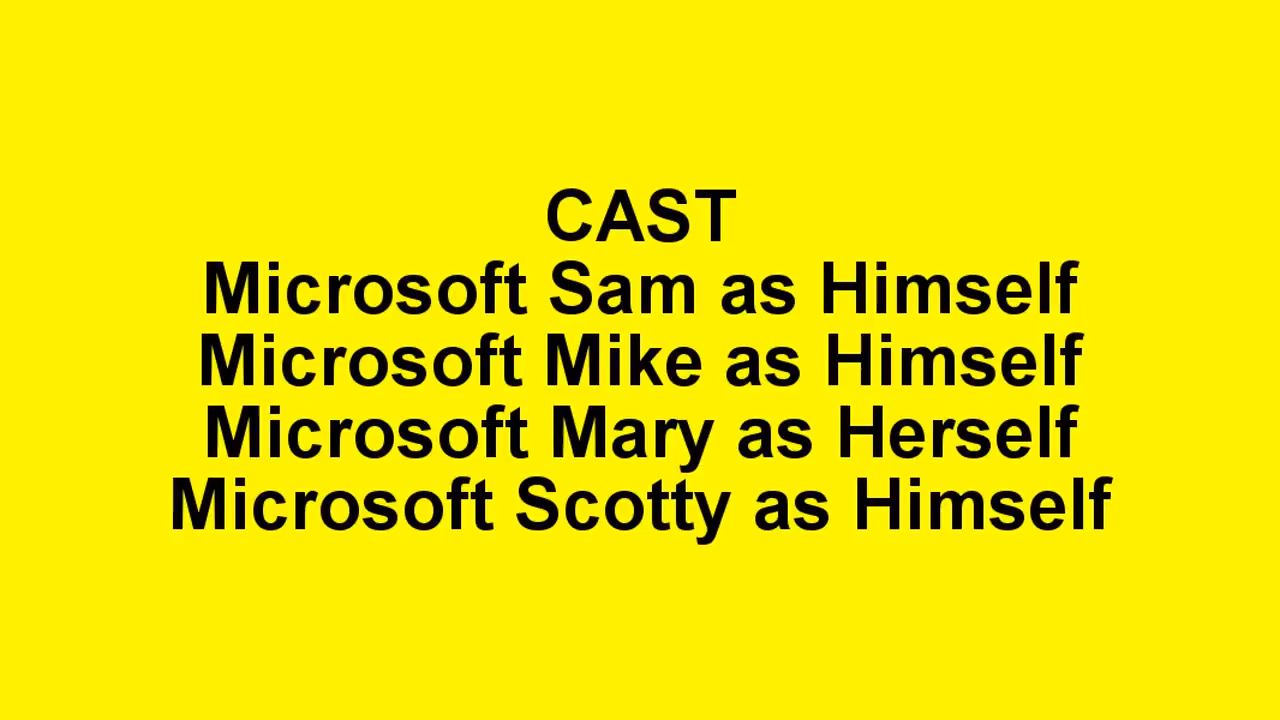 CAST
Microsoft Sam as Himself
Microsoft Mike as Himself
Microsoft Mary as Herself
Microsoft Scotty as Himself